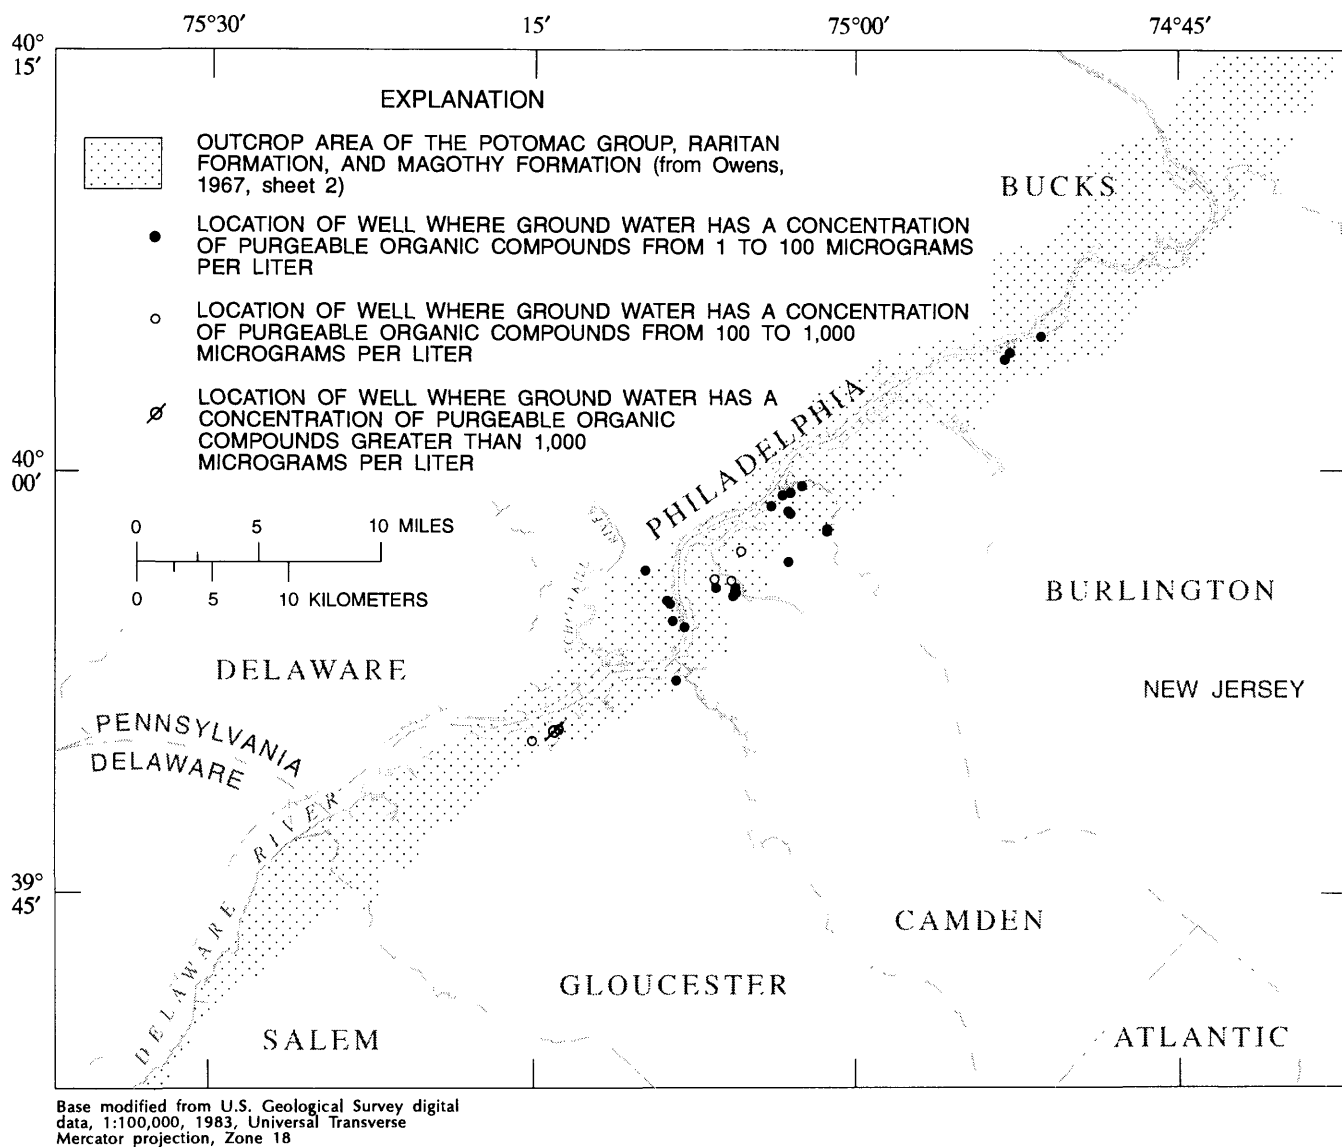 75°30′ 15′ 75°00′ 74°45′
40°
15′
EXPLANATION
OUTCROP AREA OF THE POTOMAC GROUP, RARITAN
FORMATION, AND MAGOTHY FORMATION (from Owens,
1967, sheet 2)
LOCATION OF WELL WHERE GROUND WATER HAS A CONCENTRATION
OF PURGEABLE ORGANIC COMPOUNDS FROM 1 TO 100 MICROGRAMS
PER LITER
LOCATION OF WELL WHERE GROUND WATER HAS A CONCENTRATION
OF PURGEABLE ORGANIC COMPOUNDS FROM 100 TO 1,000
MICROGRAMS PER LITER
LOCATION OF WELL WHERE GROUND WATER HAS A
CONCENTRATION OF PURGEABLE ORGANIC
COMPOUNDS GREATER THAN 1,000
MICROGRAMS PER LITER
BUCKS
PHILADELPHIA
40°
00′
0 5 10 MILES
0 5 10 KILOMETERS
SCHUYLKILL RIVER
BURLINGTON
DELAWARE
NEW JERSEY
PENNSYLVANIA
DELAWARE
DELAWARE RIVER
39°
45′
CAMDEN
GLOUCESTER
SALEM
ATLANTIC
Base modified from U.S. Geological Survey digital
data, 1:100,000, 1983, Universal Transverse
Mercator projection, Zone 18